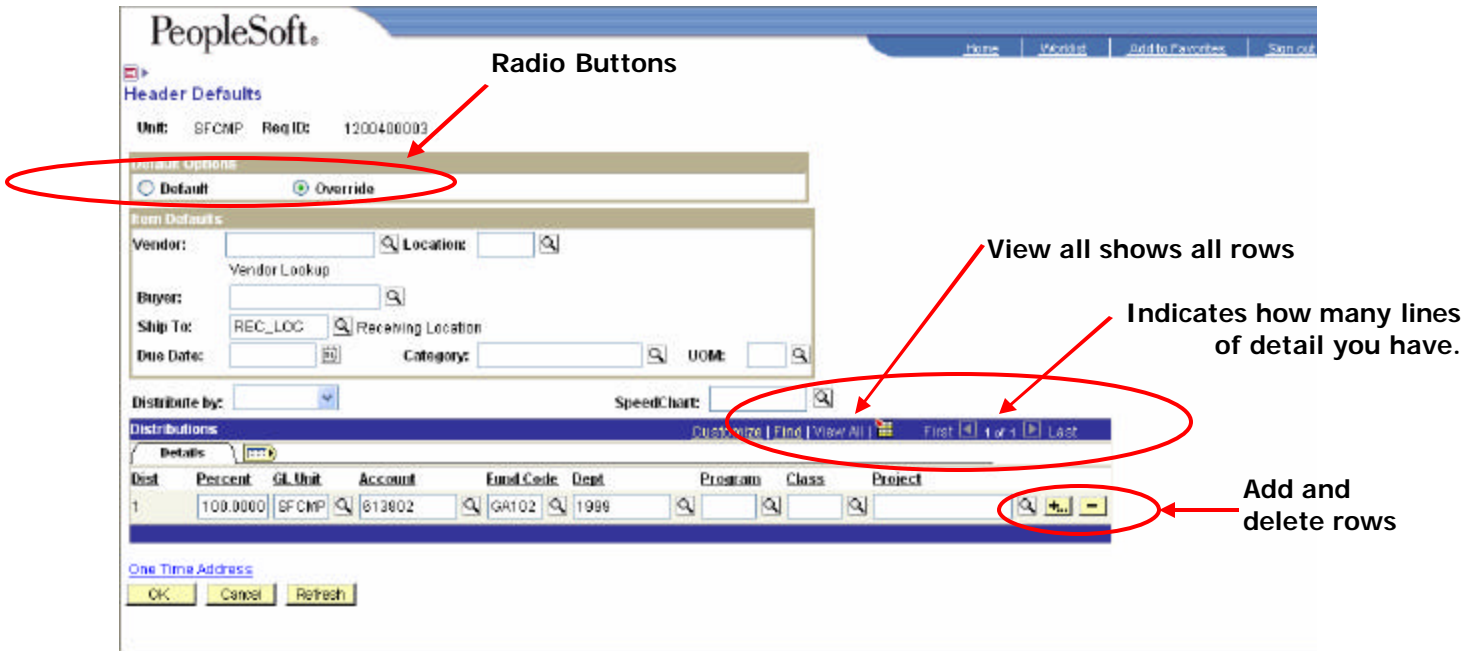 PeopleSoft®
Home | Worklist | Add to Favorites | Sign out
Radio Buttons
Header Defaults
Unit: SFCMP Req ID: 1200400003
Default Options
Default Override
Item Defaults
Vendor: Location:
Vendor Lookup
Buyer:
Ship To: REC_LOC Receiving Location
Due Date: Category: UOM:
View all shows all rows
Indicates how many lines
of detail you have.
Distribute by: SpeedChart:
Distributions Customize | Find | View All | First 1 of 1 Last
Details
Dist Percent GL Unit Account Fund Code Dept Program Class Project
1 100.0000 SFCMP 613802 GA102 1999
Add and
delete rows
One Time Address
OK Cancel Refresh